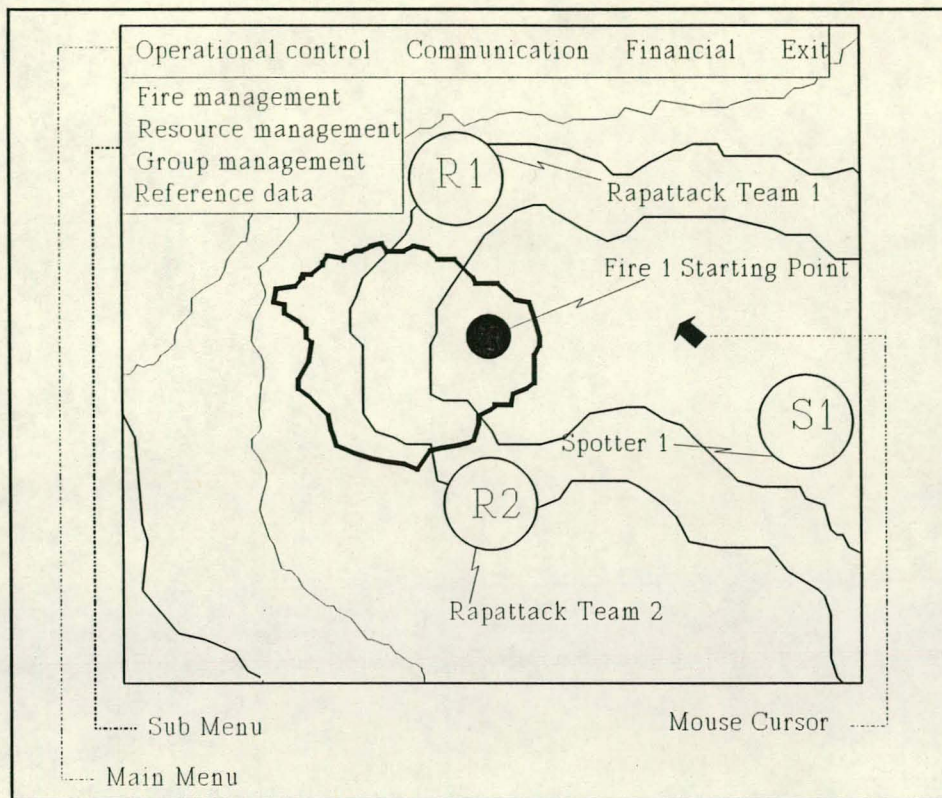 Operational control Communication Financial Exit
Fire management
Resource management
Group management
Reference data
R1
Rapattack Team 1
Fire 1 Starting Point
S1
Spotter 1
R2
Rapattack Team 2
Sub Menu
Mouse Cursor
Main Menu